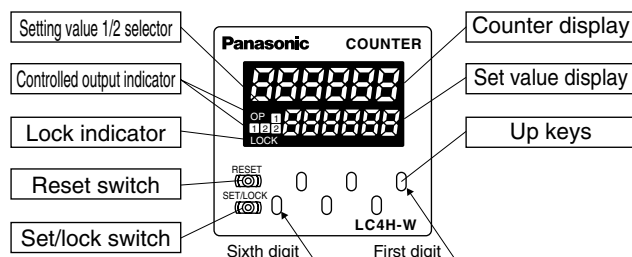 Setting value 1/2 selector
Controlled output indicator
Lock indicator
Reset switch
Set/lock switch
Panasonic COUNTER
888888
OP 1
1 2 2 888888
LOCK
RESET
SET/LOCK
LC4H-W
Sixth digit First digit
Counter display
Set value display
Up keys